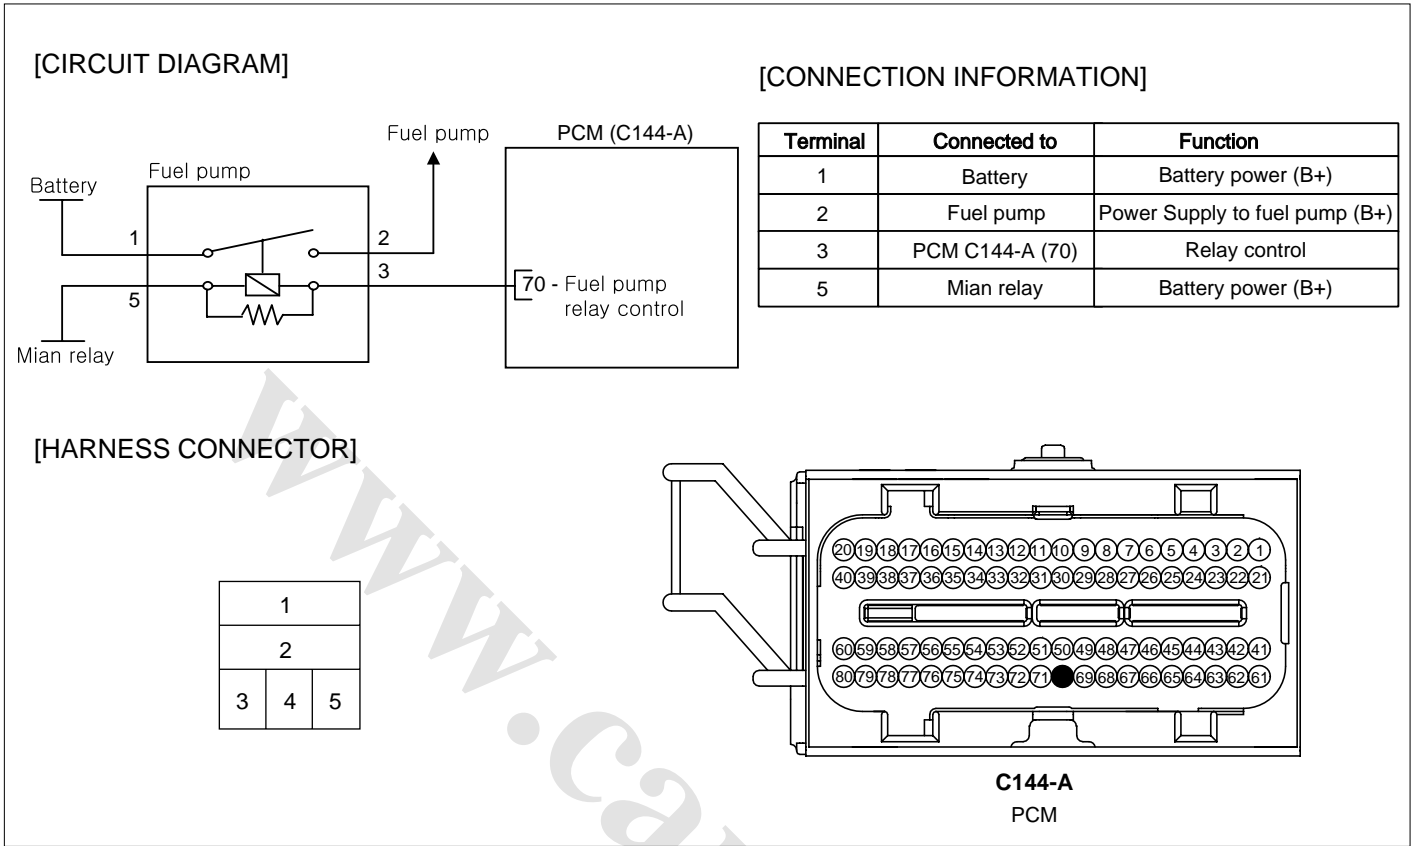 [CIRCUIT DIAGRAM]
Battery
Fuel pump
Fuel pump
PCM (C144-A)
1
2
3
5
70 - Fuel pump
relay control
Mian relay
[CONNECTION INFORMATION]
Terminal Connected to Function
1 Battery Battery power (B+)
2 Fuel pump Power Supply to fuel pump (B+)
3 PCM C144-A (70) Relay control
5 Mian relay Battery power (B+)
[HARNESS CONNECTOR]
1
2
3 4 5
20 19 18 17 16 15 14 13 12 11 10 9 8 7 6 5 4 3 2 1
40 39 38 37 36 35 34 33 32 31 30 29 28 27 26 25 24 23 22 21
60 59 58 57 56 55 54 53 52 51 50 49 48 47 46 45 44 43 42 41
80 79 78 77 76 75 74 73 72 71 69 68 67 66 65 64 63 62 61
C144-A
PCM
www.ca